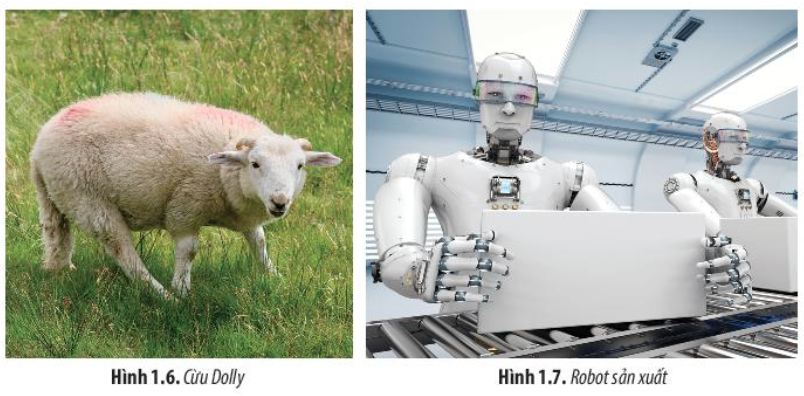 Hình 1.6. Cừu Dolly
Hình 1.7. Robot sản xuất